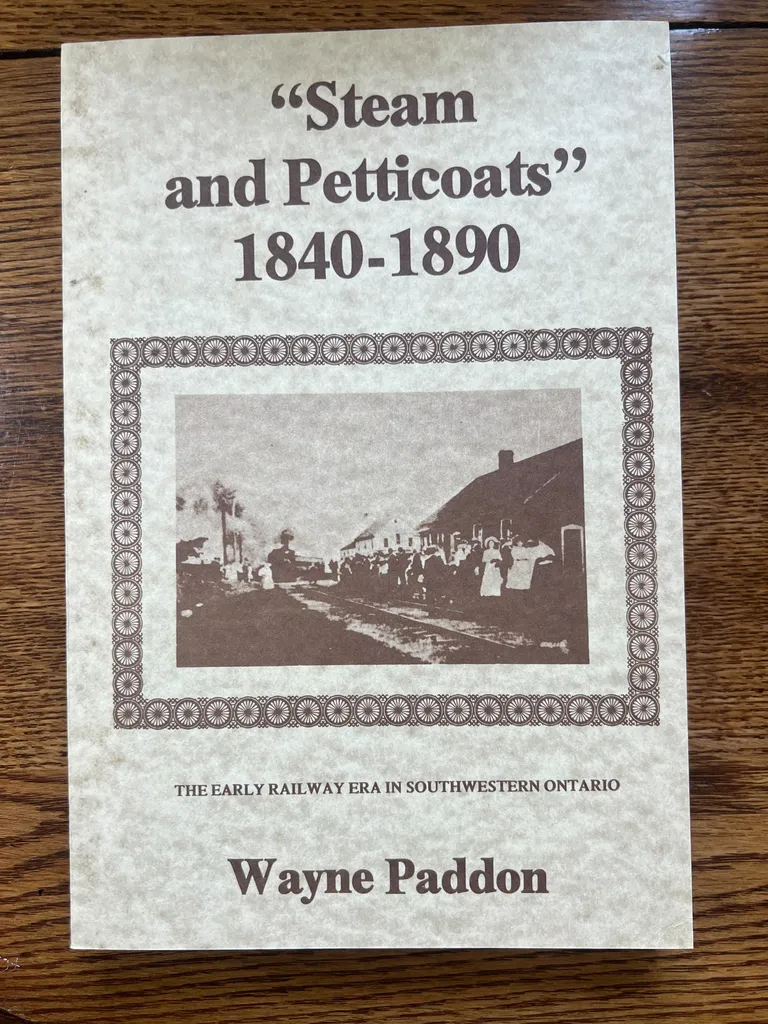 “Steam
and Petticoats”
1840-1890
THE EARLY RAILWAY ERA IN SOUTHWESTERN ONTARIO
Wayne Paddon